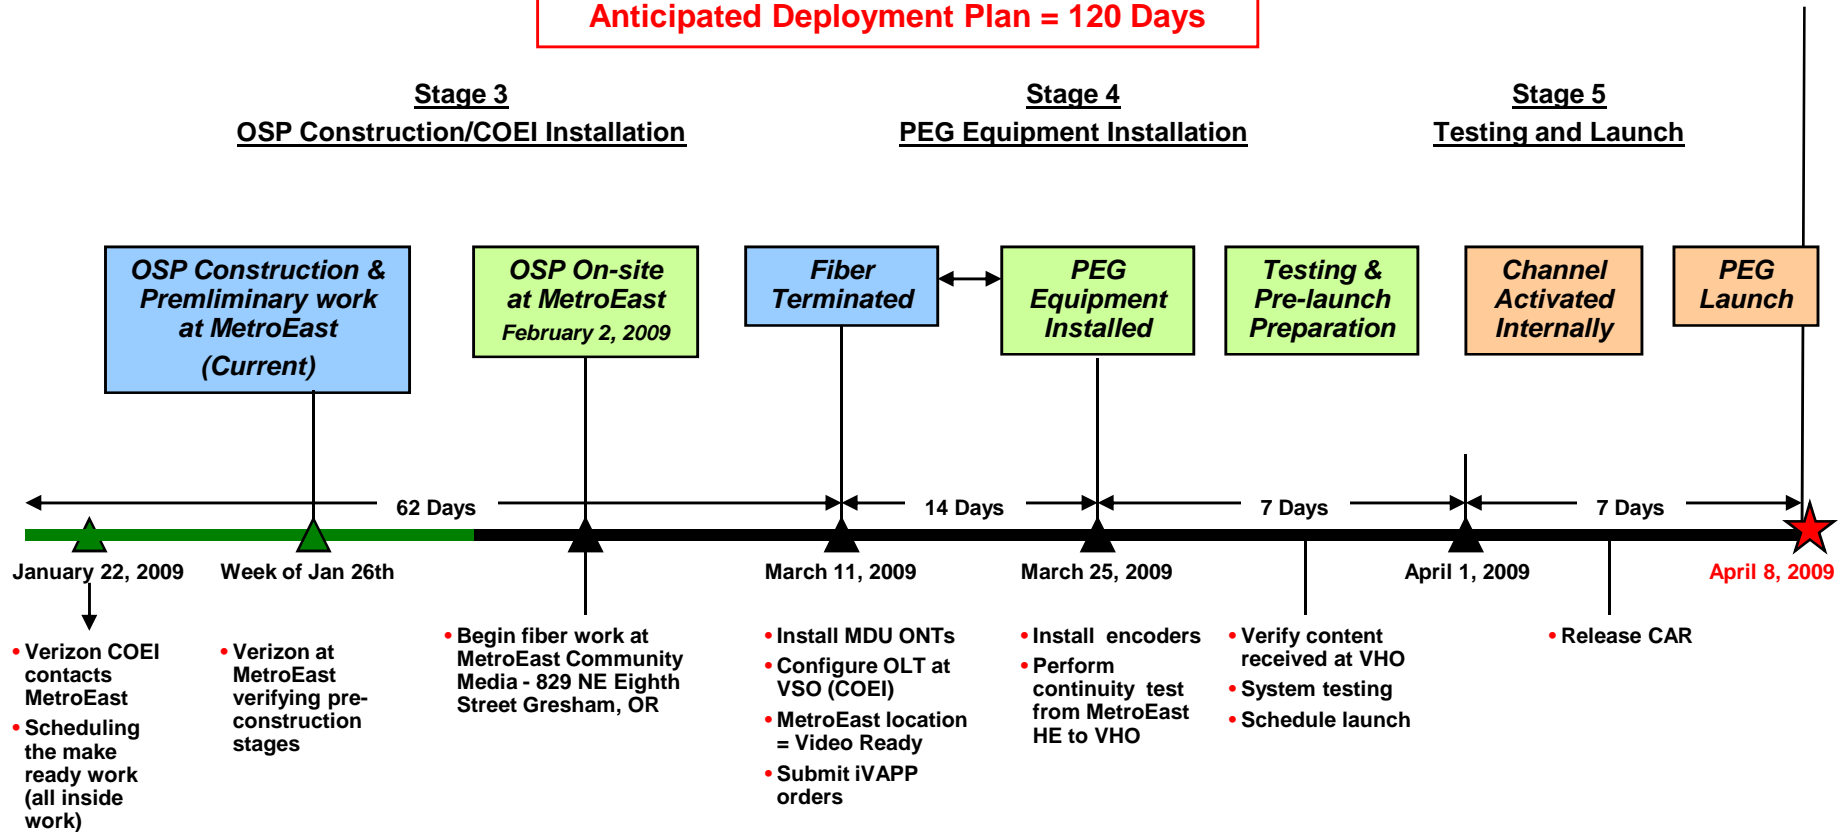 Anticipated Deployment Plan = 120 Days
Stage 3
OSP Construction/COEI Installation
Stage 4
PEG Equipment Installation
Stage 5
Testing and Launch
OSP Construction &
Premliminary work
at MetroEast
(Current)
OSP On-site
at MetroEast
February 2, 2009
Fiber
Terminated
PEG
Equipment
Installed
Testing &
Pre-launch
Preparation
Channel
Activated
Internally
PEG
Launch
62 Days
14 Days
7 Days
7 Days
January 22, 2009
Week of Jan 26th
March 11, 2009
March 25, 2009
April 1, 2009
April 8, 2009
• Verizon COEI
contacts
MetroEast
• Scheduling
the make
ready work
(all inside
work)
• Verizon at
MetroEast
verifying pre-
construction
stages
• Begin fiber work at
MetroEast Community
Media - 829 NE Eighth
Street Gresham, OR
• Install MDU ONTs
• Configure OLT at
VSO (COEI)
• MetroEast location
= Video Ready
• Submit iVAPP
orders
• Install encoders
• Perform
continuity test
from MetroEast
HE to VHO
• Verify content
received at VHO
• System testing
• Schedule launch
• Release CAR